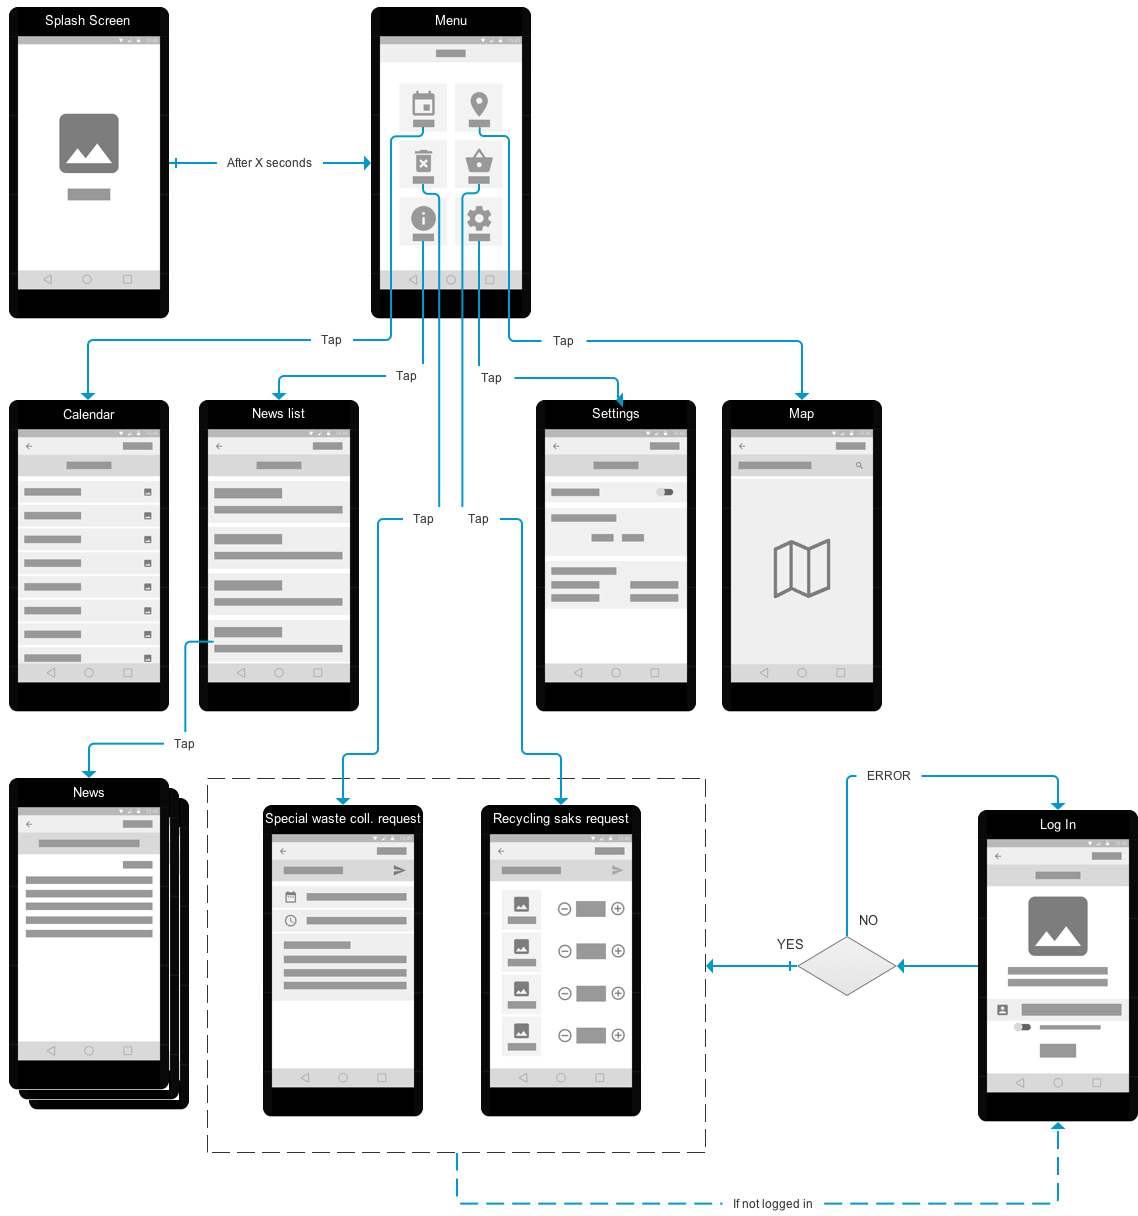 Splash Screen
Menu
After X seconds
Tap
Tap
Tap
Tap
Calendar
News list
Settings
Map
Tap
Tap
Tap
News
Special waste coll. request
Recycling saks request
ERROR
Log In
NO
YES
If not logged in